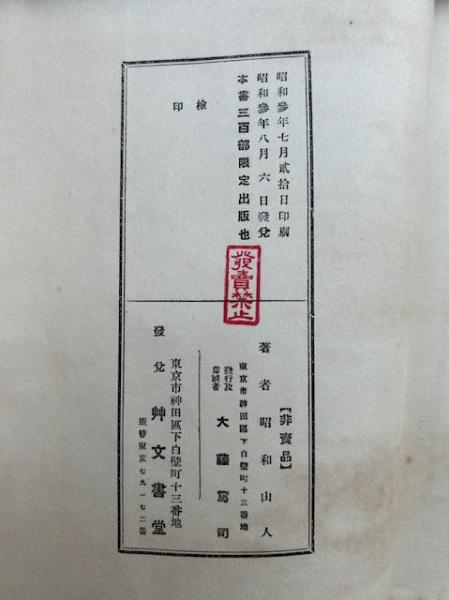 昭和參年七月貳拾日印刷
昭和參年八月六日發兌
本書三百部限定出版也
檢印
發賣禁止
【非賣品】
著者 昭和山人
東京市神田區下白壁町十三番地
發行及印刷者 大藤篤司
東京市神田區下白壁町十三番地
發兌 艸文書堂
振替東京七九一七二番